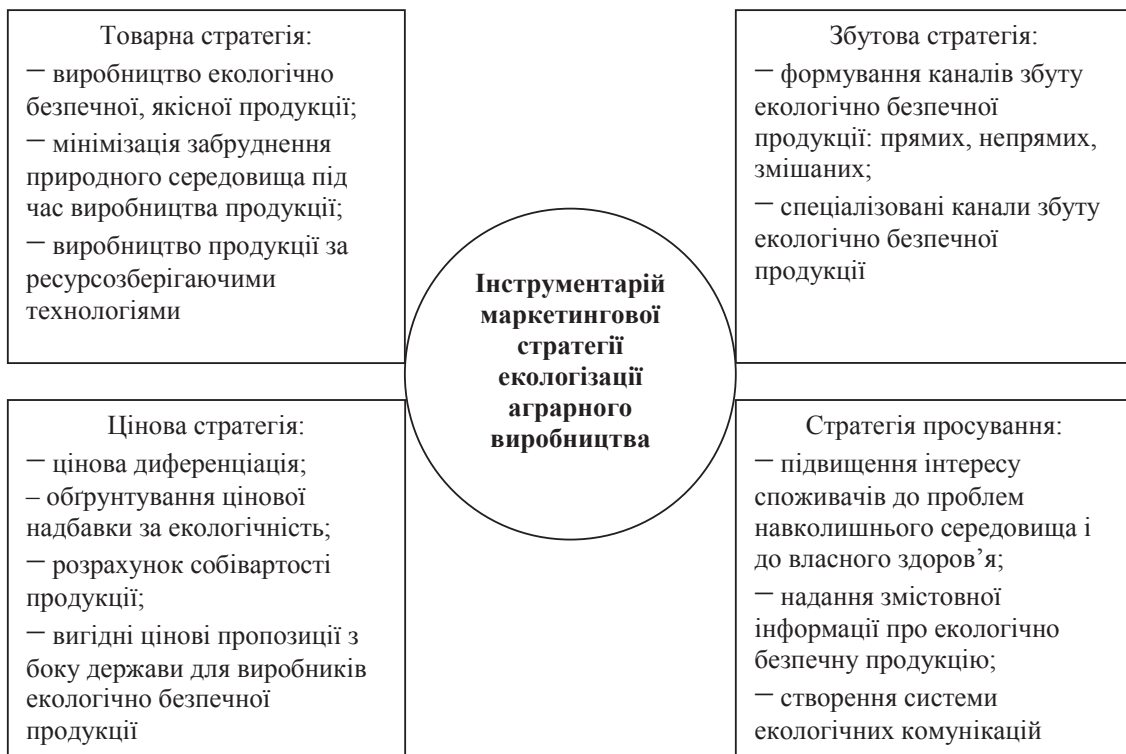 Товарна стратегія:
– виробництво екологічно
безпечної, якісної продукції;
– мінімізація забруднення
природного середовища під
час виробництва продукції;
– виробництво продукції за
ресурсозберігаючими
технологіями
Збутова стратегія:
– формування каналів збуту
екологічно безпечної
продукції: прямих, непрямих,
змішаних;
– спеціалізовані канали збуту
екологічно безпечної
продукції
Інструментарій
маркетингової
стратегії
екологізації
аграрного
виробництва
Цінова стратегія:
– цінова диференціація;
– обґрунтування цінової
надбавки за екологічність;
– розрахунок собівартості
продукції;
– вигідні цінові пропозиції з
боку держави для виробників
екологічно безпечної
продукції
Стратегія просування:
– підвищення інтересу
споживачів до проблем
навколишнього середовища і
до власного здоров’я;
– надання змістовної
інформації про екологічно
безпечну продукцію;
– створення системи
екологічних комунікацій